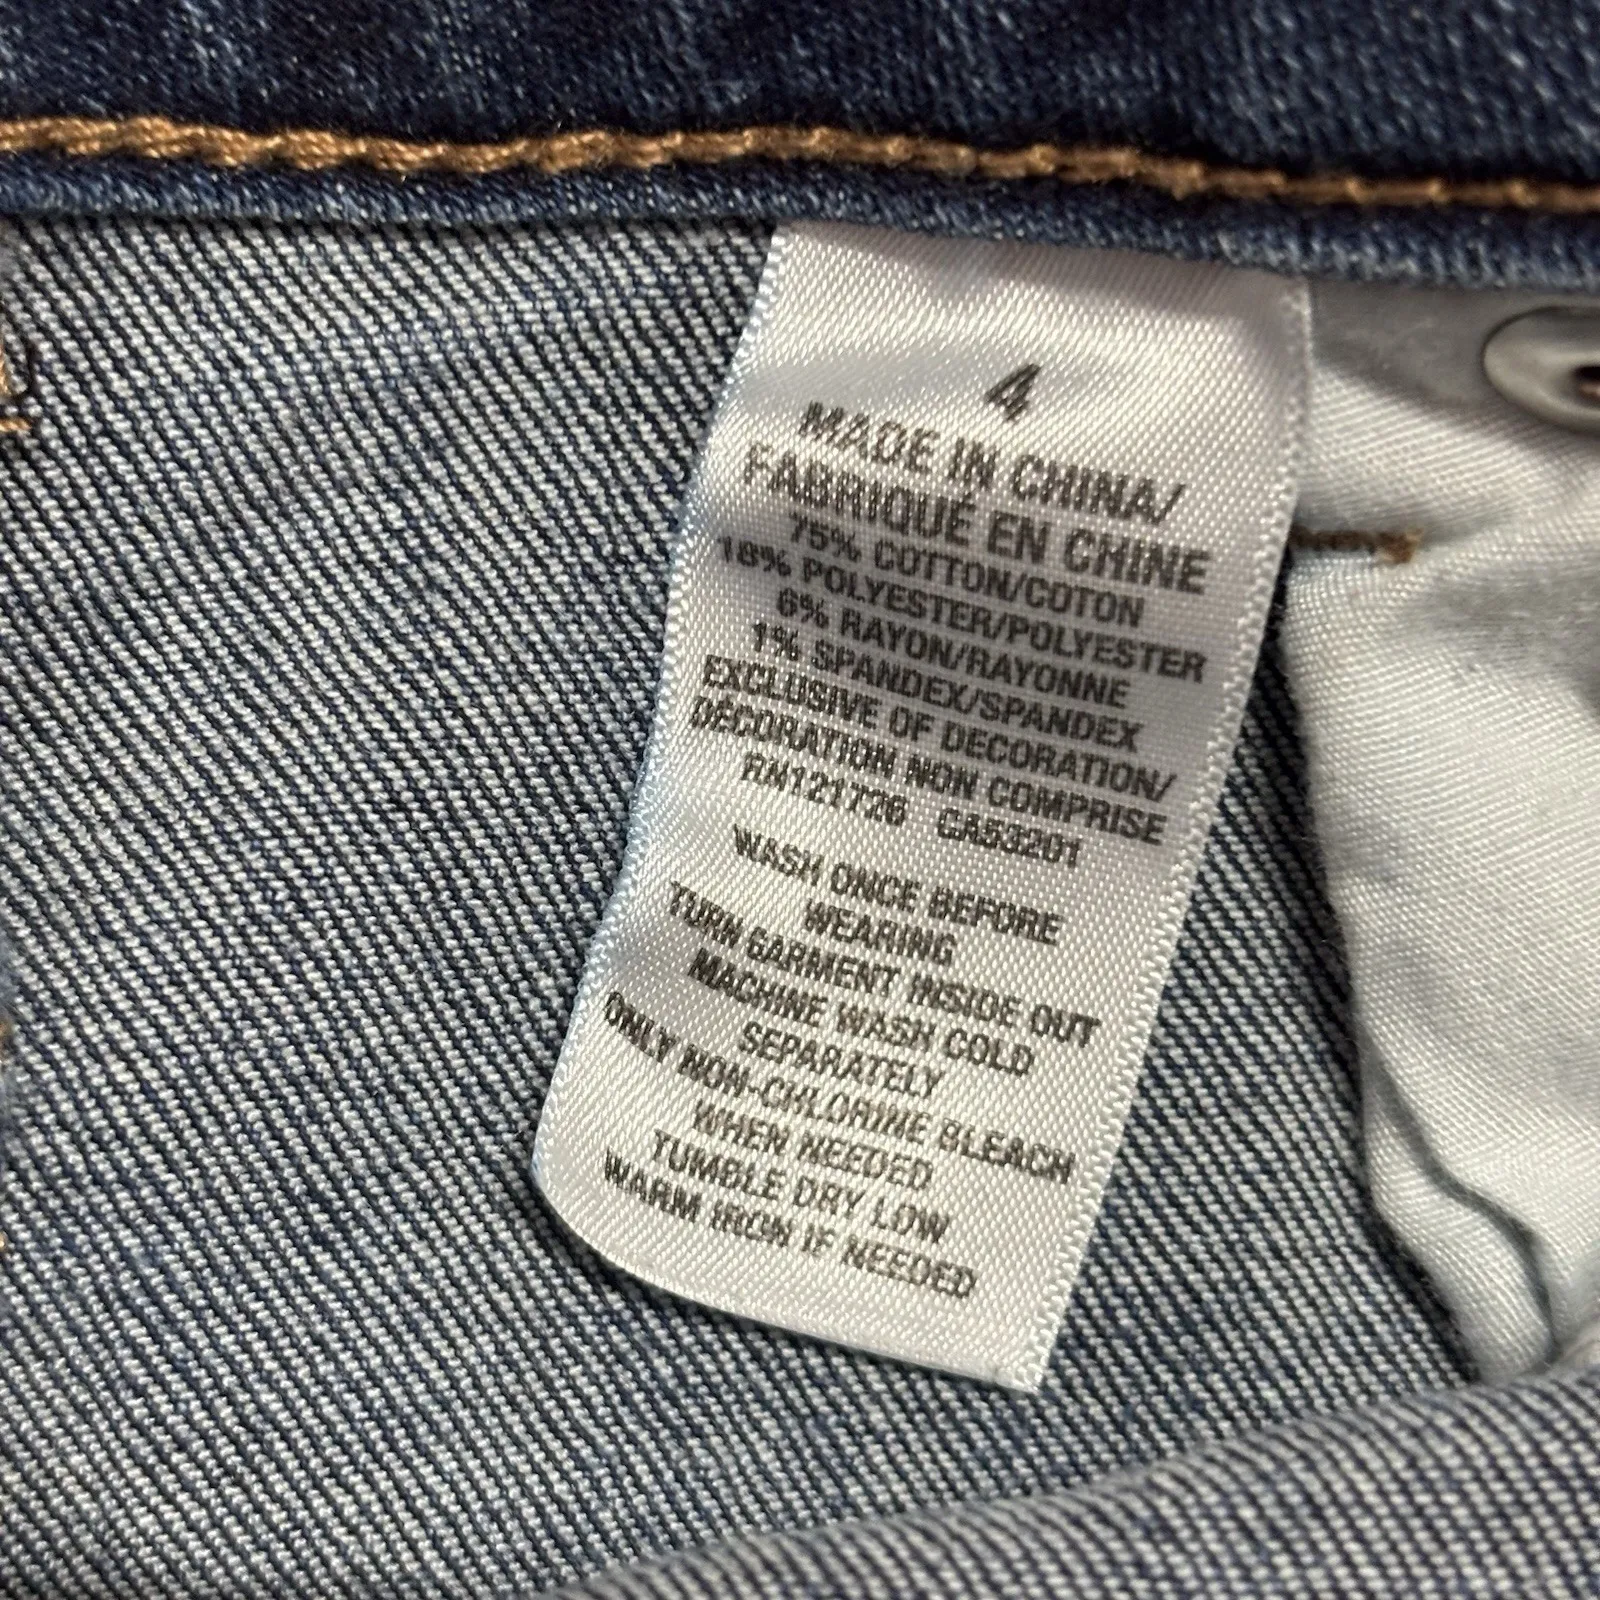 4
MADE IN CHINA/
FABRIQUÉ EN CHINE
75% COTTON/COTON
18% POLYESTER/POLYESTER
6% RAYON/RAYONNE
1% SPANDEX/SPANDEX
EXCLUSIVE OF DECORATION/
DÉCORATION NON COMPRISE
RN121726 CA53201
WASH ONCE BEFORE
WEARING
TURN GARMENT INSIDE OUT
MACHINE WASH COLD
SEPARATELY
ONLY NON-CHLORINE BLEACH
WHEN NEEDED
TUMBLE DRY LOW
WARM IRON IF NEEDED